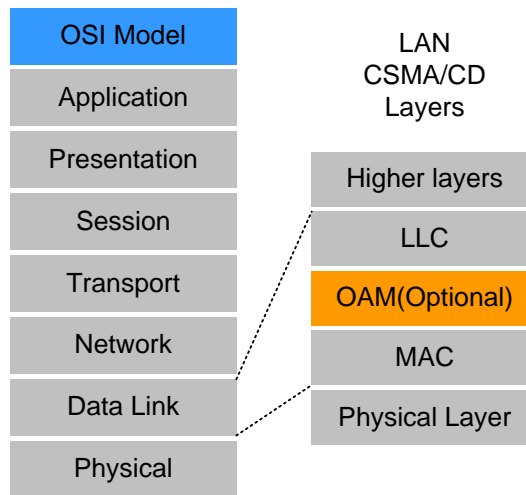 OSI Model
Application
Presentation
Session
Transport
Network
Data Link
Physical
LAN
CSMA/CD
Layers
Higher layers
LLC
OAM(Optional)
MAC
Physical Layer